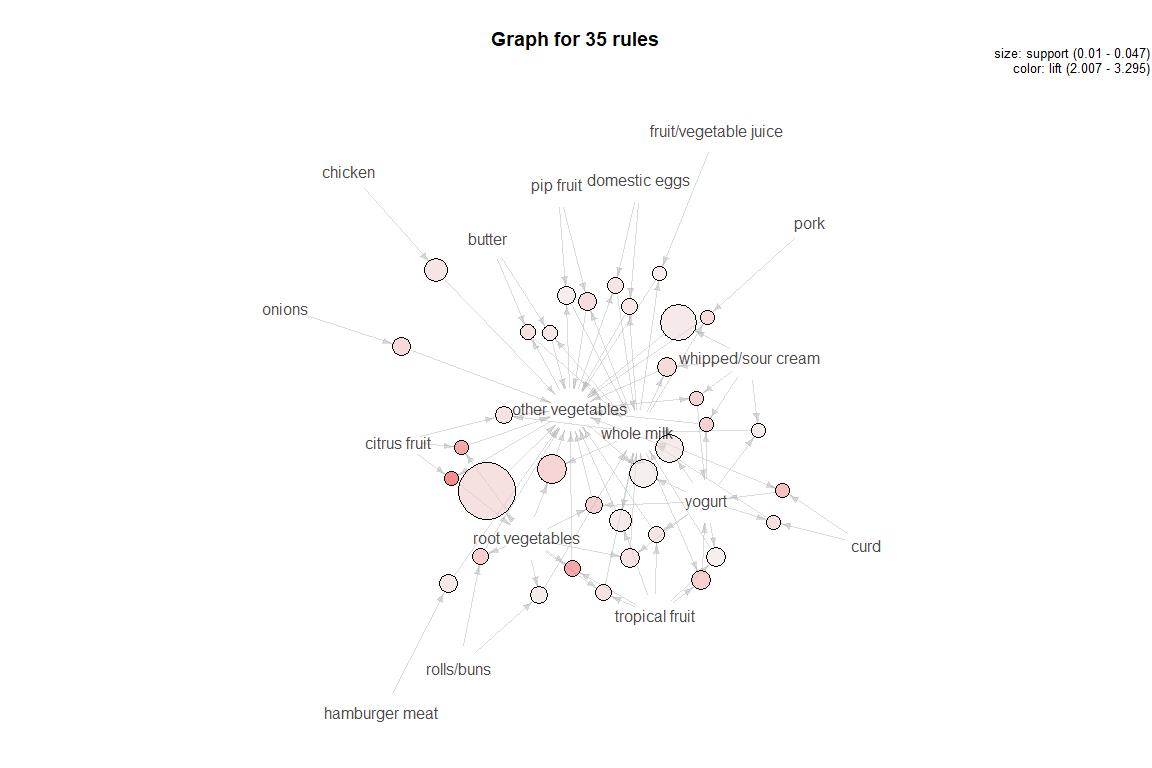 Graph for 35 rules
size: support (0.01 - 0.047)
color: lift (2.007 - 3.295)
fruit/vegetable juice
chicken
pip fruit
domestic eggs
pork
butter
onions
whipped/sour cream
other vegetables
whole milk
citrus fruit
yogurt
root vegetables
curd
tropical fruit
rolls/buns
hamburger meat